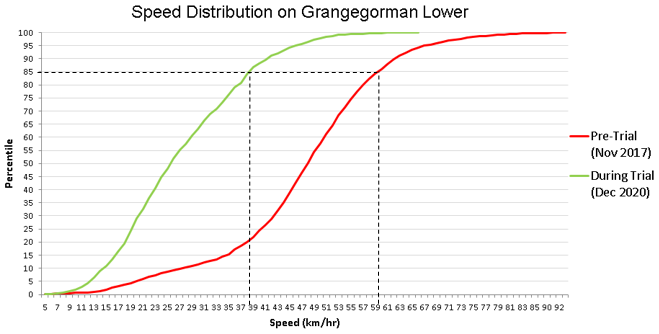 Speed Distribution on Grangegorman Lower
100
95
90
85
80
75
70
65
60
55
50
45
40
35
30
25
20
15
10
5
0
Percentile
5 7 9 11 13 15 17 19 21 23 25 27 29 31 33 35 37 39 41 43 45 47 49 51 53 55 57 59 61 63 65 67 69 71 73 75 77 79 81 83 85 87 89 92
Speed (km/hr)
Pre-Trial
(Nov 2017)
During Trial
(Dec 2020)